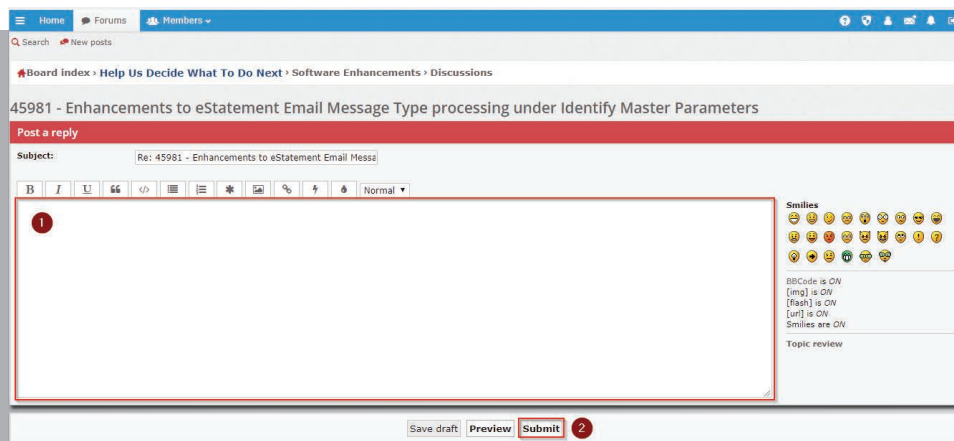 Home Forums Members
Search New posts
Board index › Help Us Decide What To Do Next › Software Enhancements › Discussions
45981 - Enhancements to eStatement Email Message Type processing under Identify Master Parameters
Post a reply
Subject: Re: 45981 - Enhancements to eStatement Email Messa
B I U Normal
1
Smilies
BBCode is ON
[img] is ON
[flash] is ON
[url] is ON
Smilies are ON
Topic review
Save draft Preview Submit 2